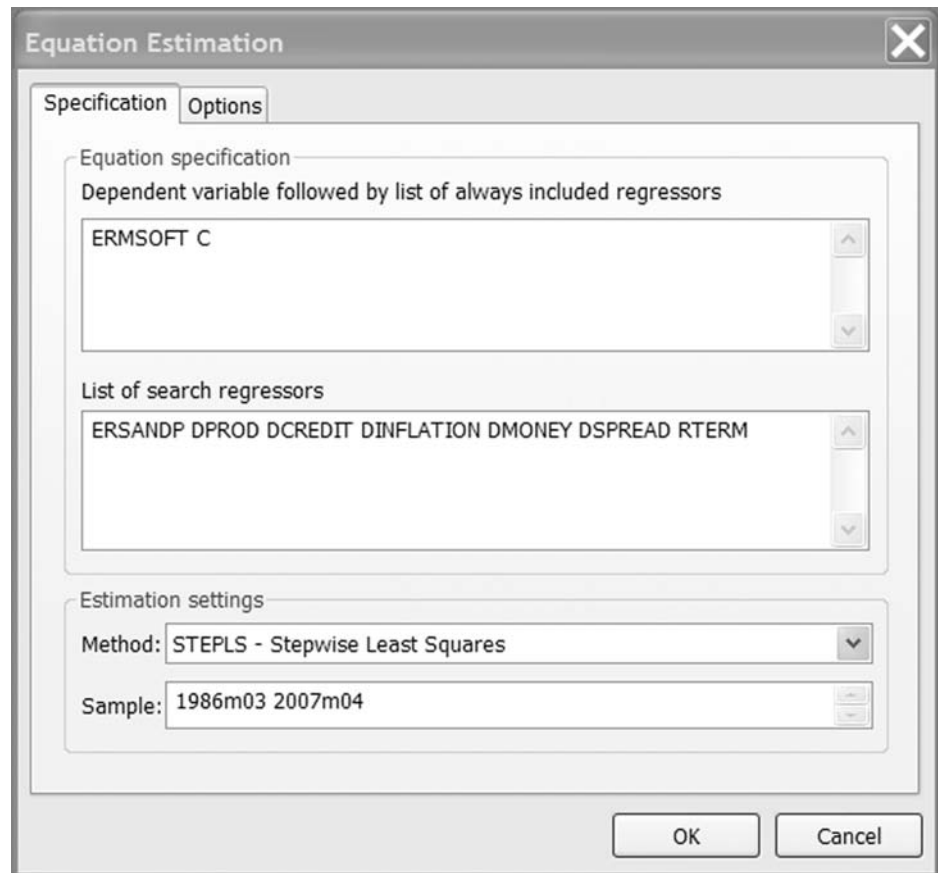 Equation Estimation
Specification
Options
Equation specification
Dependent variable followed by list of always included regressors
ERMSOFT C
List of search regressors
ERSANDP DPROD DCREDIT DINFLATION DMONEY DSPREAD RTERM
Estimation settings
Method: STEPLS - Stepwise Least Squares
Sample: 1986m03 2007m04
OK
Cancel